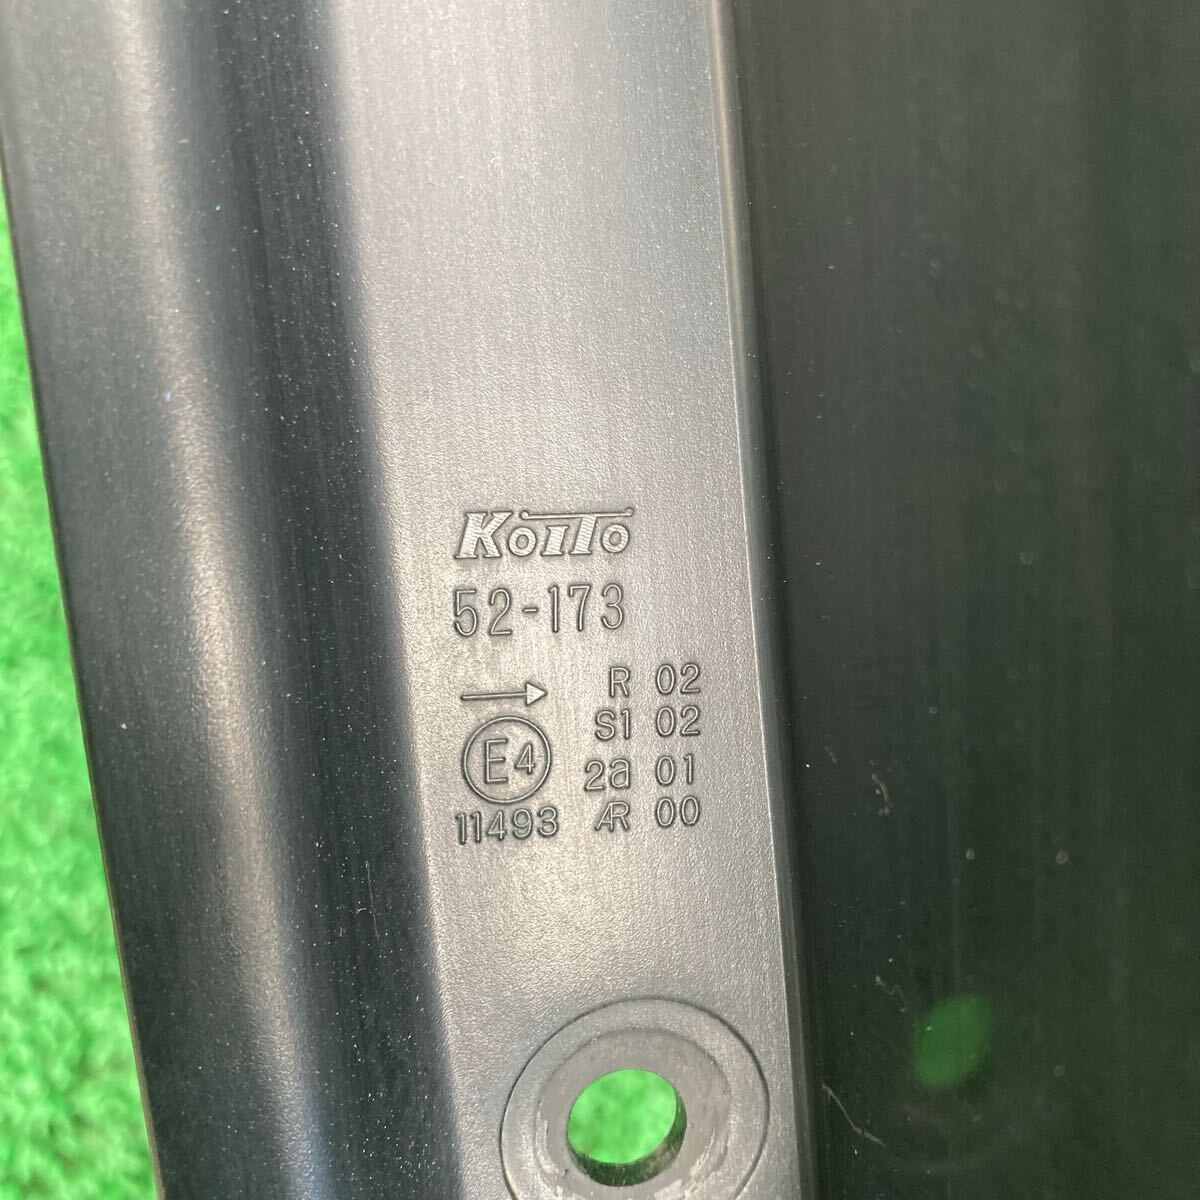 KOITO
52-173
→ R 02
S1 02
E4 2a 01
11493 AR 00